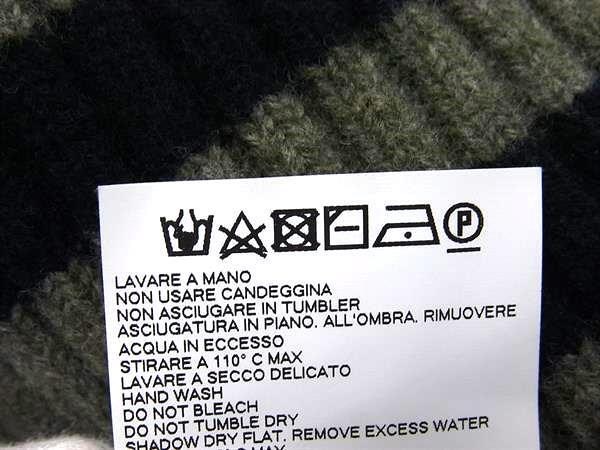 P
LAVARE A MANO
NON USARE CANDEGGINA
NON ASCIUGARE IN TUMBLER
ASCIUGATURA IN PIANO. ALL'OMBRA. RIMUOVERE
ACQUA IN ECCESSO
STIRARE A 110° C MAX
LAVARE A SECCO DELICATO
HAND WASH
DO NOT BLEACH
DO NOT TUMBLE DRY
SHADOW DRY FLAT. REMOVE EXCESS WATER